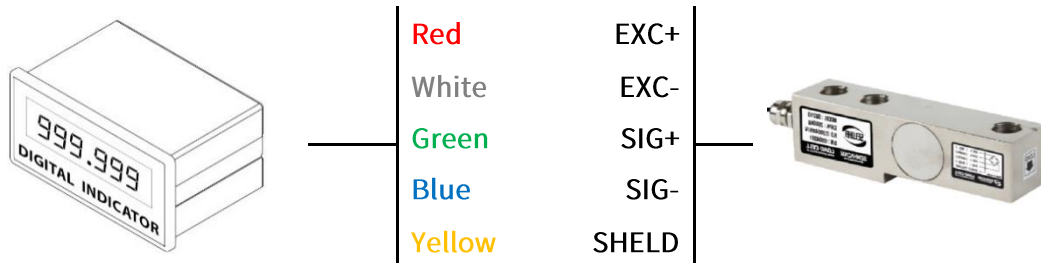 999.999
DIGITAL INDICATOR
Red EXC+
White EXC-
Green SIG+
Blue SIG-
Yellow SHELD